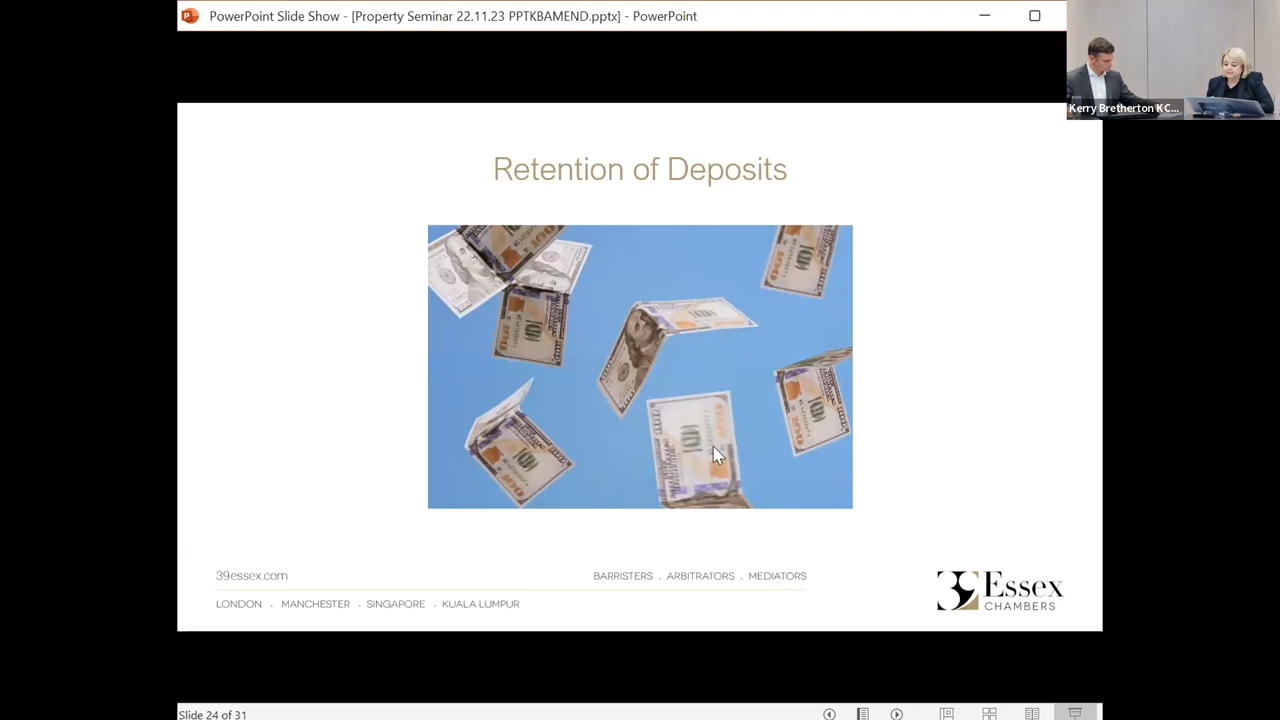 PowerPoint Slide Show - [Property Seminar 22.11.23 PPTKBAMEND.pptx] - PowerPoint
Kerry Bretherton KC...
Retention of Deposits
39essex.com
BARRISTERS . ARBITRATORS . MEDIATORS
LONDON . MANCHESTER . SINGAPORE . KUALA LUMPUR
39 Essex
CHAMBERS
Slide 24 of 31